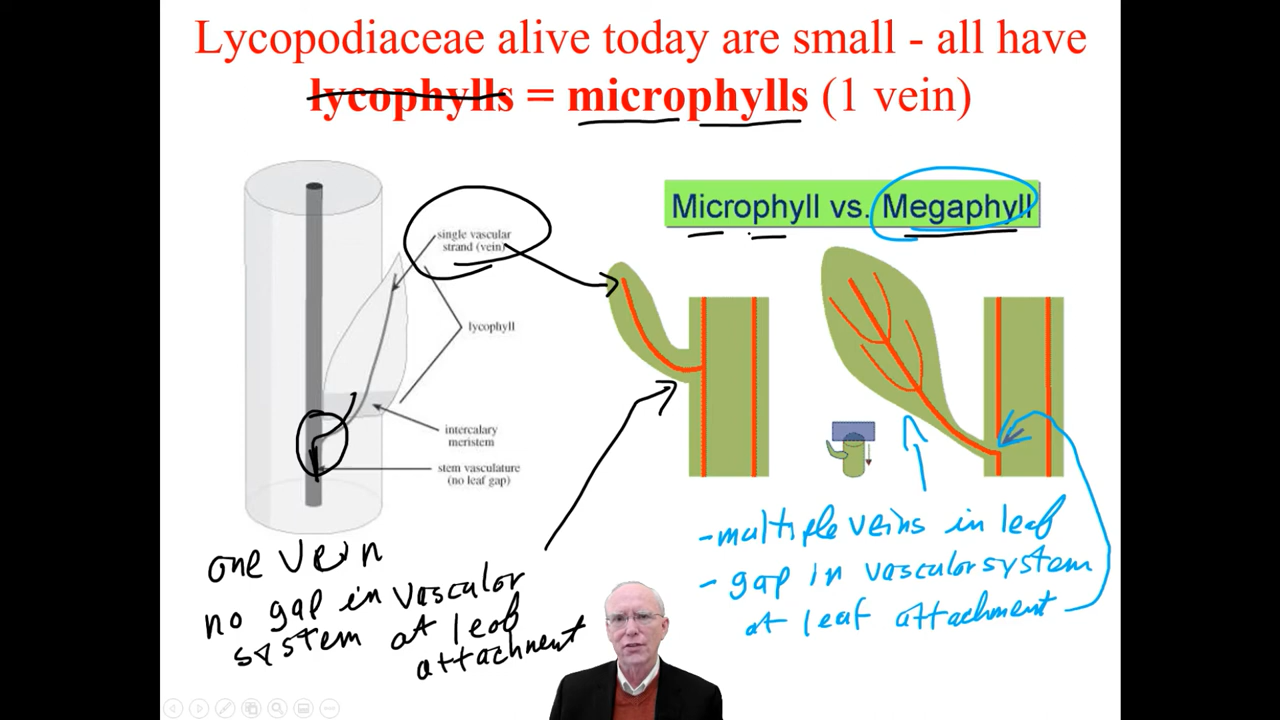 Lycopodiaceae alive today are small - all have
lycophylls = microphylls (1 vein)
single vascular
strand (vein)
lycophyll
intercalary
meristem
stem vasculature
(no leaf gap)
Microphyll vs. Megaphyll
one vein
no gap in vascular
system at leaf
attachment
- multiple veins in leaf
- gap in vascular system
at leaf attachment